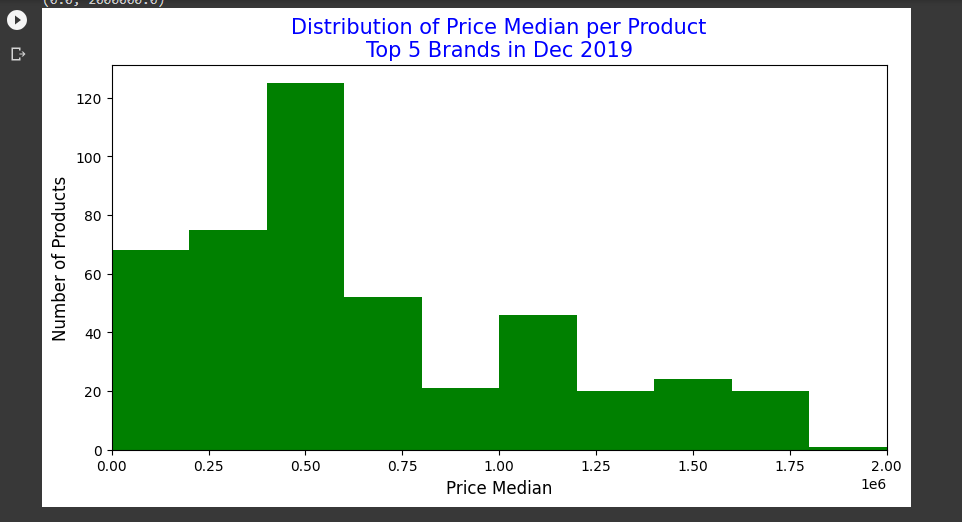 Distribution of Price Median per Product
Top 5 Brands in Dec 2019
Number of Products
120
100
80
60
40
20
0
0.00 0.25 0.50 0.75 1.00 1.25 1.50 1.75 2.00
1e6
Price Median